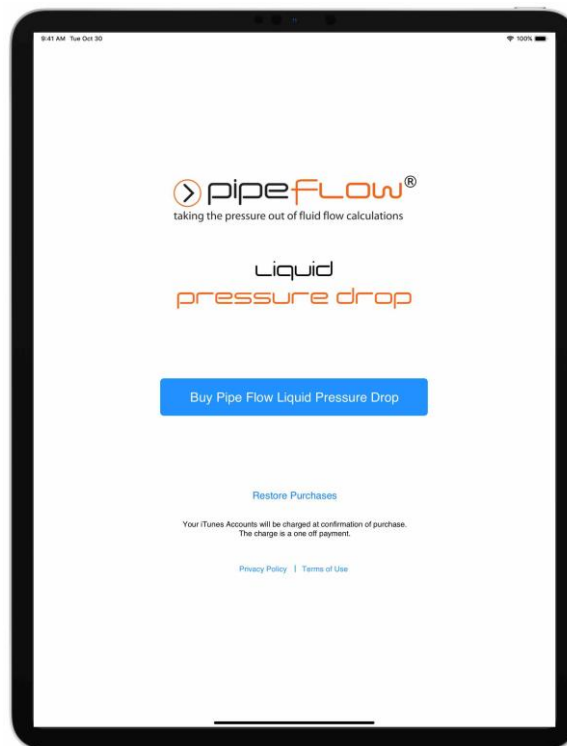 9:41 AM Tue Oct 30
100%
pipeFLOW®
taking the pressure out of fluid flow calculations
Liquid
pressure drop
Buy Pipe Flow Liquid Pressure Drop
Restore Purchases
Your iTunes Accounts will be charged at confirmation of purchase.
The charge is a one off payment.
Privacy Policy | Terms of Use